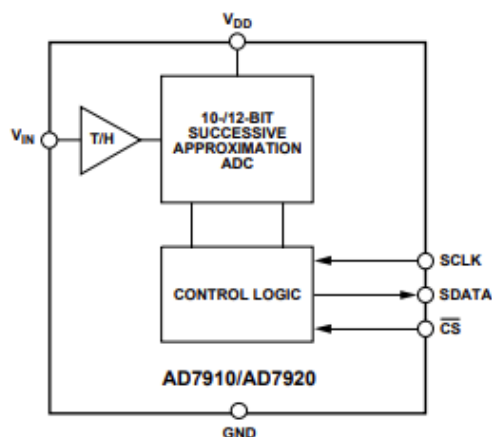 VDD
10-/12-BIT
SUCCESSIVE
APPROXIMATION
ADC
T/H
VIN
CONTROL LOGIC
SCLK
SDATA
CS
AD7910/AD7920
GND